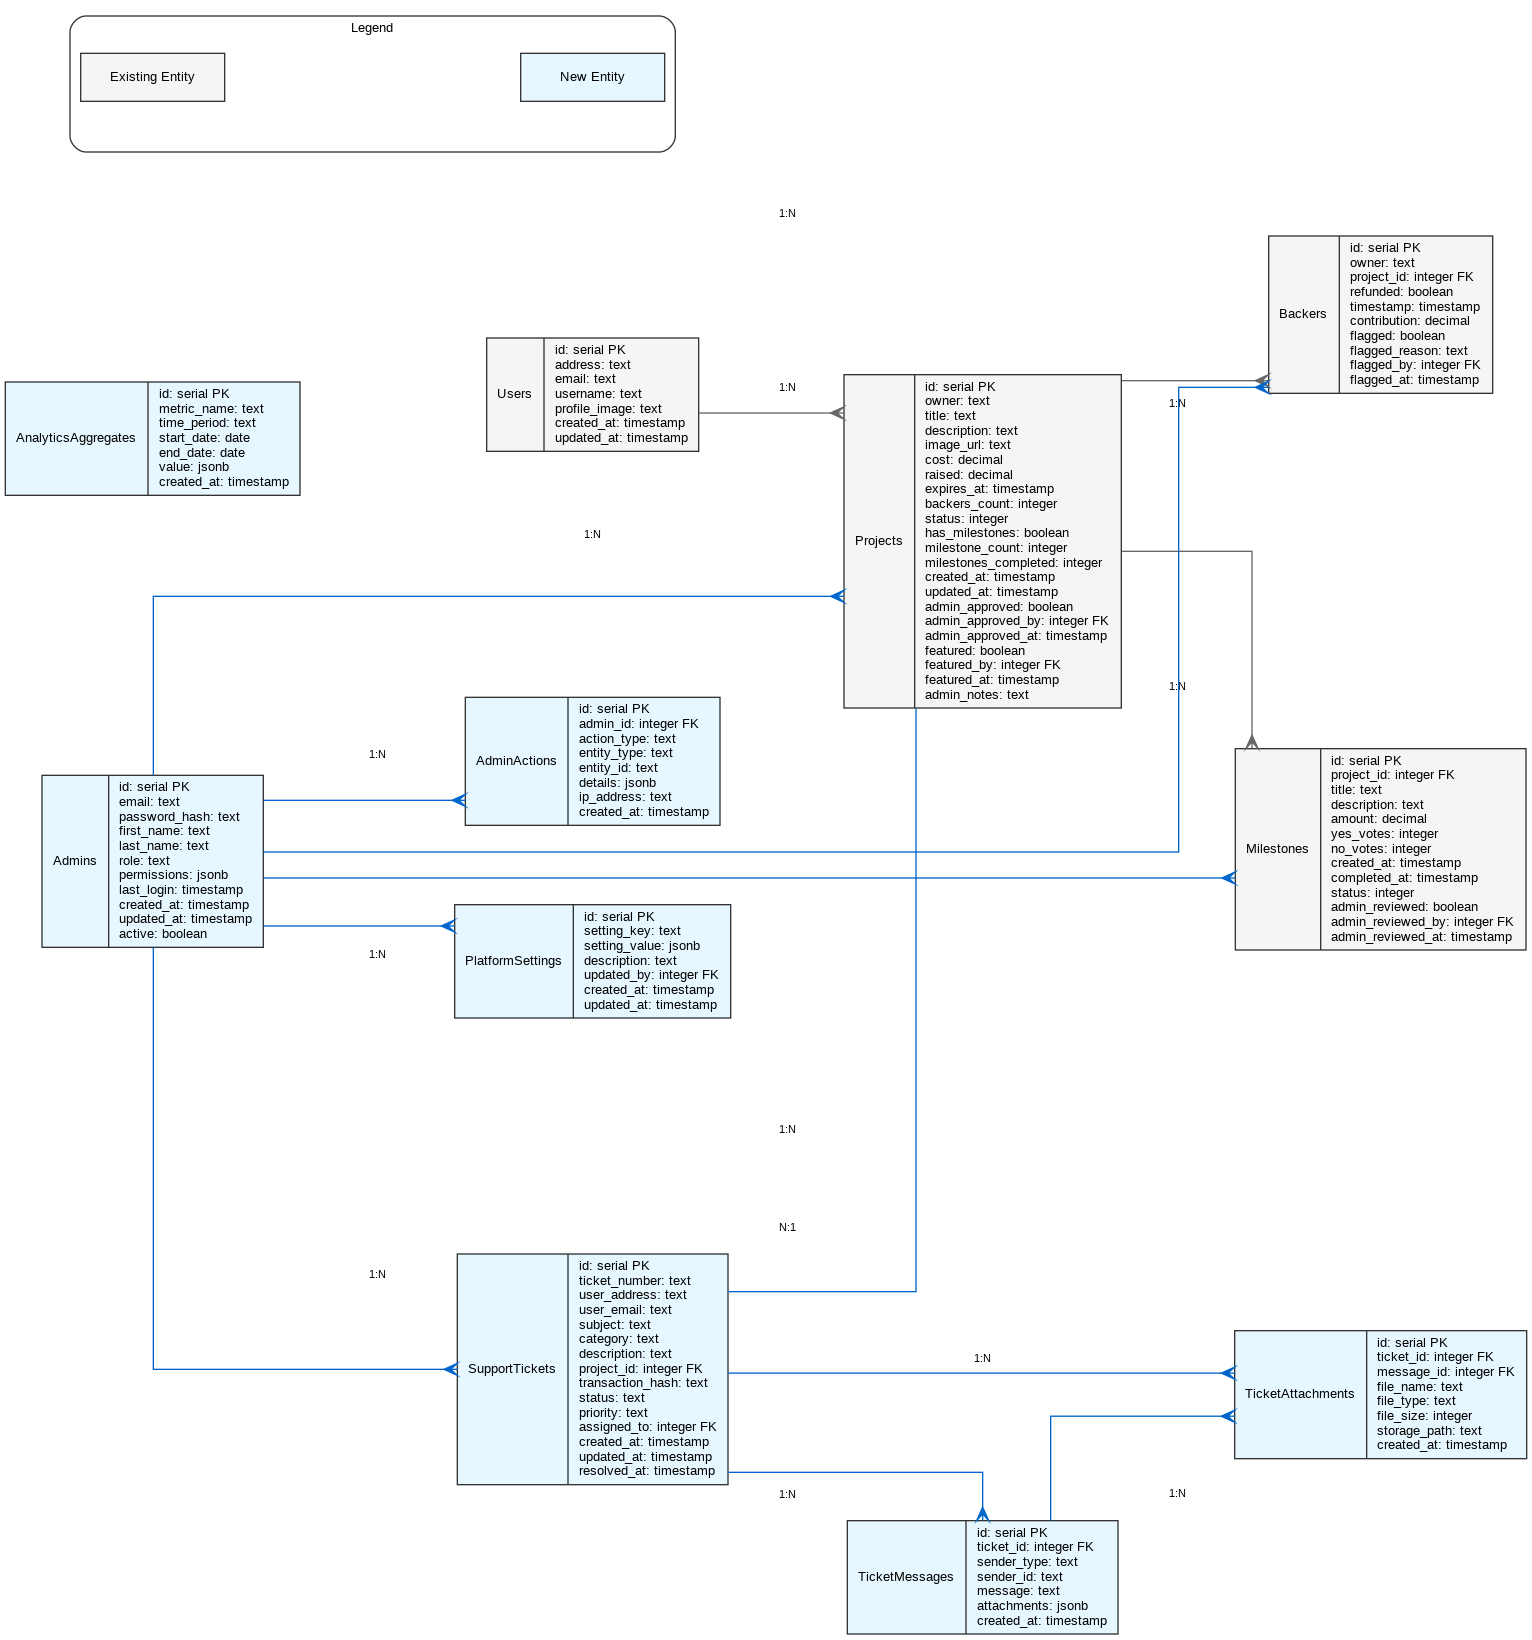 Legend
Existing Entity
New Entity
1:N
Backers
id: serial PK
owner: text
project_id: integer FK
refunded: boolean
timestamp: timestamp
contribution: decimal
flagged: boolean
flagged_reason: text
flagged_by: integer FK
flagged_at: timestamp
Users
id: serial PK
address: text
email: text
username: text
profile_image: text
created_at: timestamp
updated_at: timestamp
1:N
1:N
AnalyticsAggregates
id: serial PK
metric_name: text
time_period: text
start_date: date
end_date: date
value: jsonb
created_at: timestamp
Projects
id: serial PK
owner: text
title: text
description: text
image_url: text
cost: decimal
raised: decimal
expires_at: timestamp
backers_count: integer
status: integer
has_milestones: boolean
milestone_count: integer
milestones_completed: integer
created_at: timestamp
updated_at: timestamp
admin_approved: boolean
admin_approved_by: integer FK
admin_approved_at: timestamp
featured: boolean
featured_by: integer FK
featured_at: timestamp
admin_notes: text
1:N
1:N
1:N
AdminActions
id: serial PK
admin_id: integer FK
action_type: text
entity_type: text
entity_id: text
details: jsonb
ip_address: text
created_at: timestamp
Admins
id: serial PK
email: text
password_hash: text
first_name: text
last_name: text
role: text
permissions: jsonb
last_login: timestamp
created_at: timestamp
updated_at: timestamp
active: boolean
Milestones
id: serial PK
project_id: integer FK
title: text
description: text
amount: decimal
yes_votes: integer
no_votes: integer
created_at: timestamp
completed_at: timestamp
status: integer
admin_reviewed: boolean
admin_reviewed_by: integer FK
admin_reviewed_at: timestamp
1:N
PlatformSettings
id: serial PK
setting_key: text
setting_value: jsonb
description: text
updated_by: integer FK
created_at: timestamp
updated_at: timestamp
1:N
N:1
1:N
SupportTickets
id: serial PK
ticket_number: text
user_address: text
user_email: text
subject: text
category: text
description: text
project_id: integer FK
transaction_hash: text
status: text
priority: text
assigned_to: integer FK
created_at: timestamp
updated_at: timestamp
resolved_at: timestamp
1:N
TicketAttachments
id: serial PK
ticket_id: integer FK
message_id: integer FK
file_name: text
file_type: text
file_size: integer
storage_path: text
created_at: timestamp
1:N
1:N
TicketMessages
id: serial PK
ticket_id: integer FK
sender_type: text
sender_id: text
message: text
attachments: jsonb
created_at: timestamp